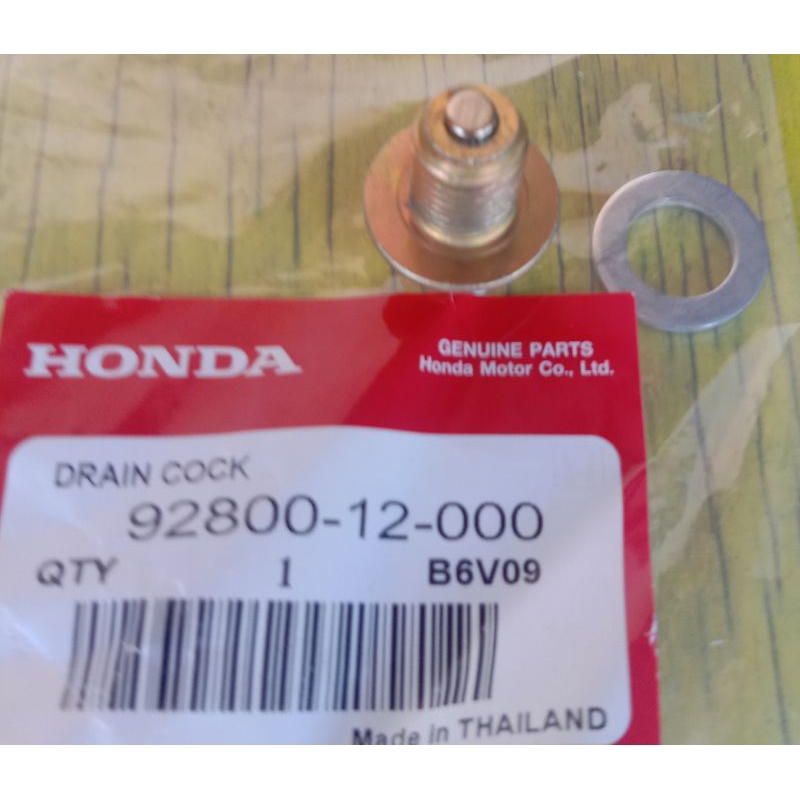 HONDA
GENUINE PARTS
Honda Motor Co., Ltd.
DRAIN COCK
92800-12-000
QTY 1 B6V09
Made in THAILAND